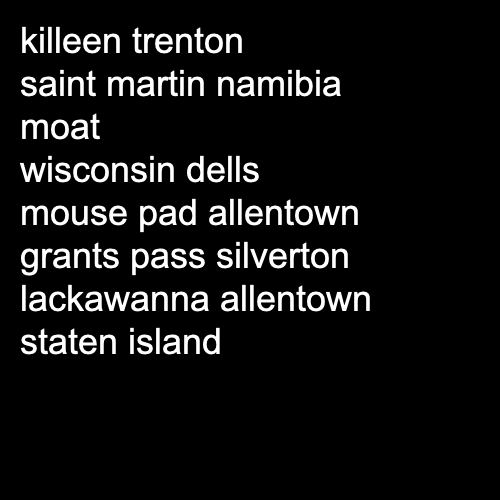 killeen trenton
saint martin namibia
moat
wisconsin dells
mouse pad allentown
grants pass silverton
lackawanna allentown
staten island